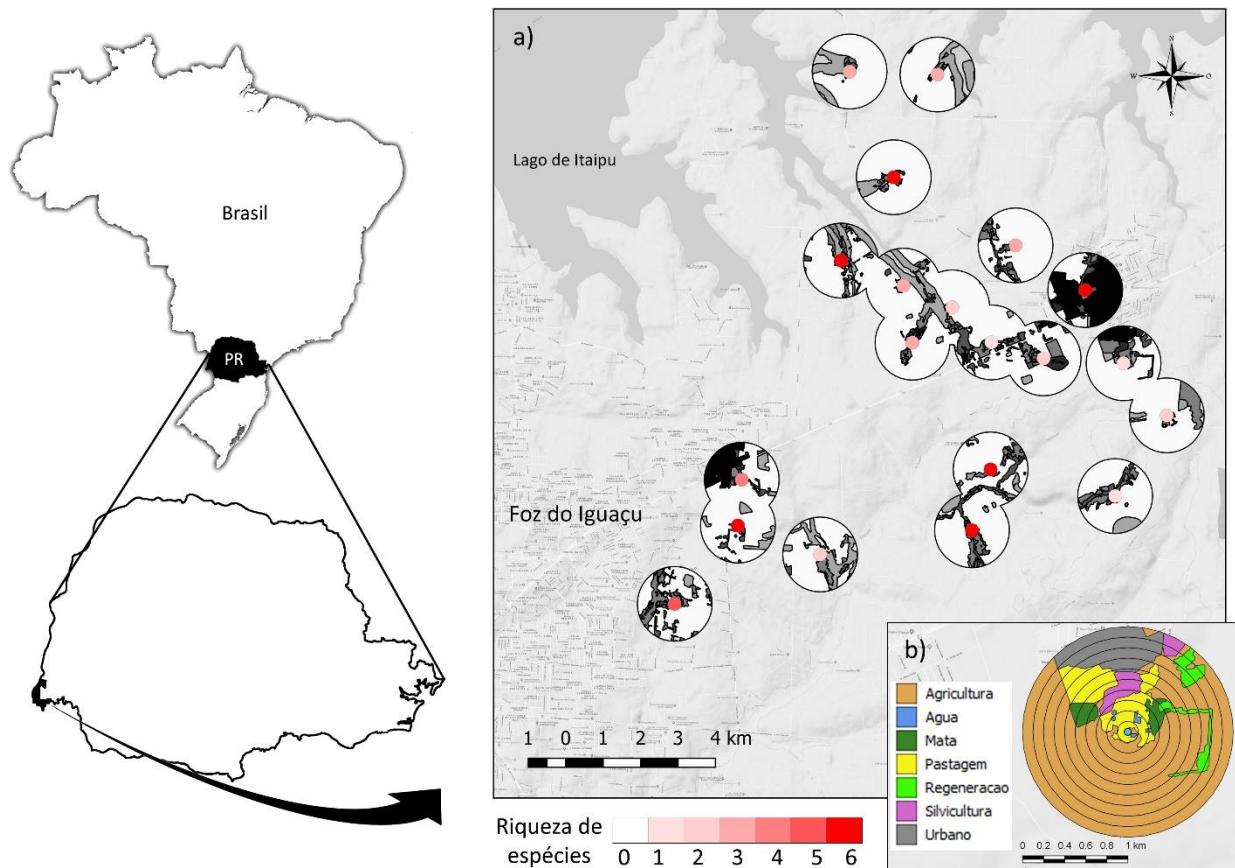 Brasil
PR
a)
N
W
O
S
Lago de Itaipu
Foz do Iguaçu
1 0 1 2 3 4 km
Riqueza de
espécies
0 1 2 3 4 5 6
b)
Agricultura
Agua
Mata
Pastagem
Regeneracao
Silvicultura
Urbano
0 0.2 0.4 0.6 0.8 1 km